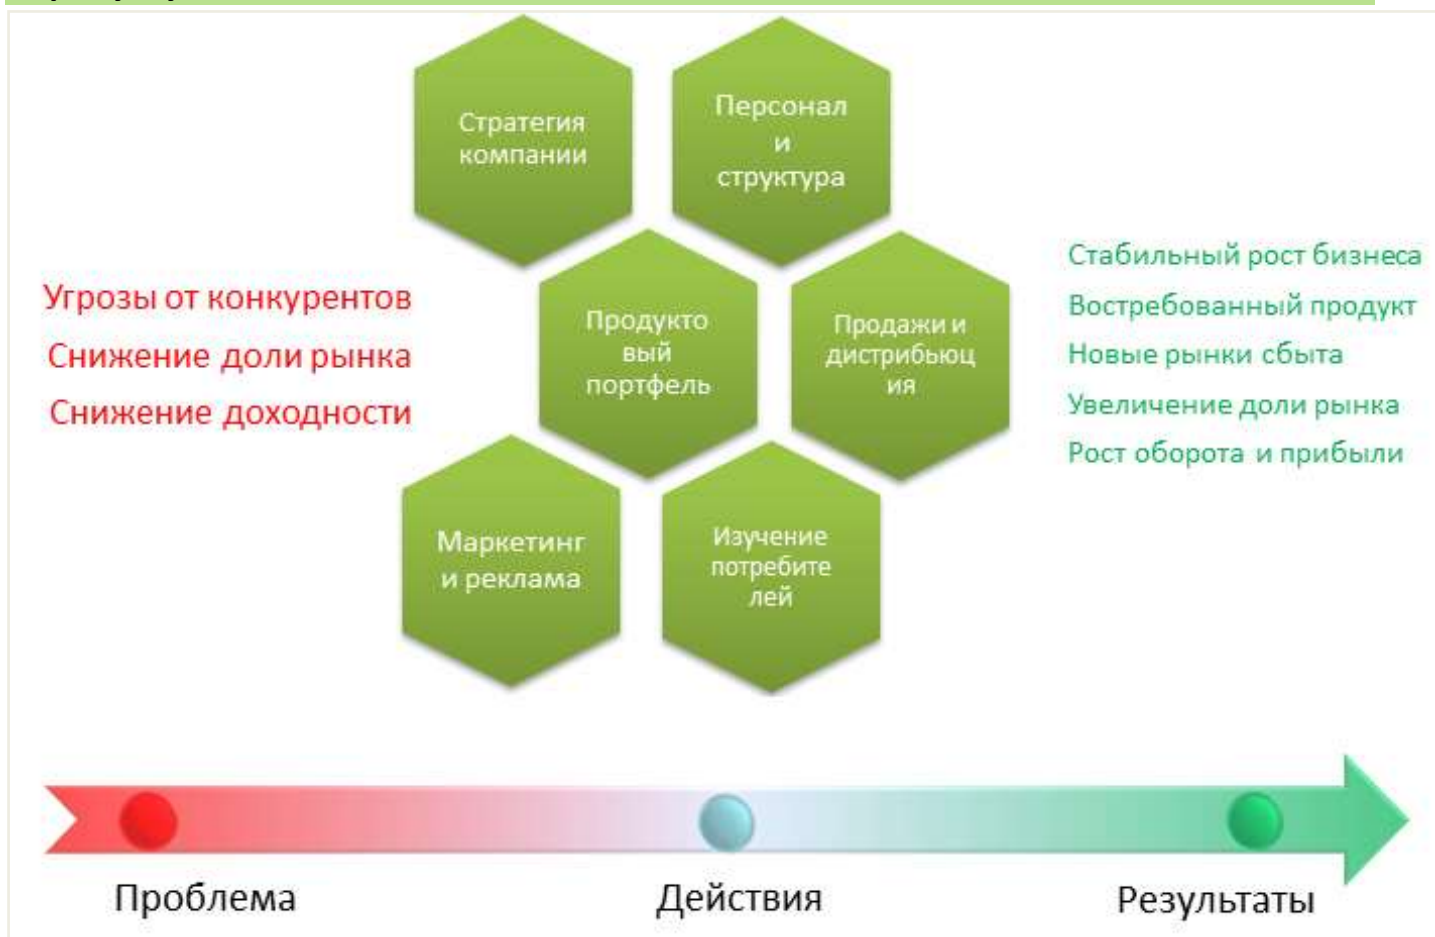 Стратегия
компании
Персонал
и
структура
Угрозы от конкурентов
Снижение доли рынка
Снижение доходности
Продукто
вый
портфель
Продажи и
дистрибьюц
ия
Стабильный рост бизнеса
Востребованный продукт
Новые рынки сбыта
Увеличение доли рынка
Рост оборота и прибыли
Маркетинг
и реклама
Изучение
потребите
лей
Проблема
Действия
Результаты